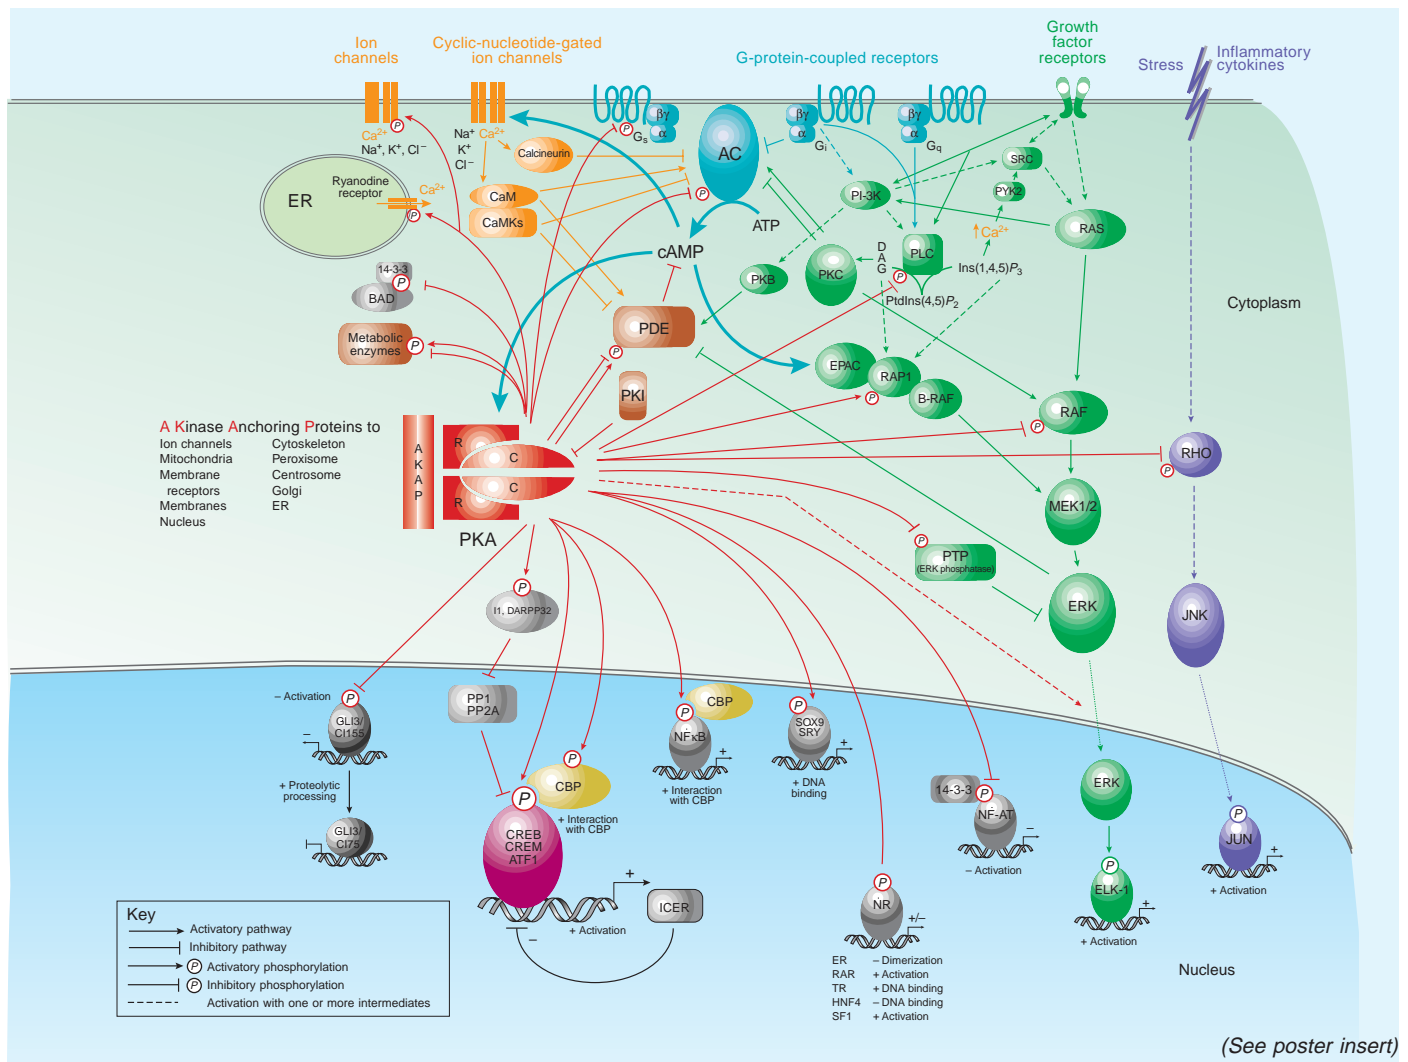 Ion
channels
Cyclic-nucleotide-gated
ion channels
G-protein-coupled receptors
Growth
factor
receptors
Stress
Inflammatory
cytokines
Ca2+
P
Na+, K+, Cl–
Na+ Ca2+
K+
Cl–
Calcineurin
P
Gs
βγ
α
AC
P
βγ
α
Gi
βγ
α
Gq
SRC
PYK2
PI-3K
RAS
ER
Ryanodine
receptor
Ca2+
P
CaM
CaMKs
ATP
cAMP
↑Ca2+
PKB
PKC
D
A
G
PLC
P
Ins(1,4,5)P3
PtdIns(4,5)P2
Cytoplasm
14-3-3
P
BAD
Metabolic
enzymes
P
PDE
P
PKI
EPAC
RAP1
P
B-RAF
RAF
P
RHO
P
A Kinase Anchoring Proteins to
Ion channels
Mitochondria
Membrane
receptors
Membranes
Nucleus
Cytoskeleton
Peroxisome
Centrosome
Golgi
ER
A
K
A
P
R
C
C
R
PKA
MEK1/2
P
PTP
(ERK phosphatase)
ERK
JNK
P
I1, DARPP32
– Activation
P
GLI3/
CI155
–
+ Proteolytic
processing
GLI3/
CI75
PP1
PP2A
P
CBP
P
+ Interaction
with CBP
CREB
CREM
ATF1
+
+ Activation
ICER
–
CBP
P
NFκB
+
+ Interaction
with CBP
P
SOX9
SRY
+
+ DNA
binding
14-3-3
P
NF-AT
–
– Activation
P
NR
+/–
ER – Dimerization
RAR + Activation
TR + DNA binding
HNF4 – DNA binding
SF1 + Activation
ERK
P
ELK-1
+
+ Activation
P
JUN
+
+ Activation
Nucleus
Key
Activatory pathway
Inhibitory pathway
P Activatory phosphorylation
P Inhibitory phosphorylation
Activation with one or more intermediates
(See poster insert)